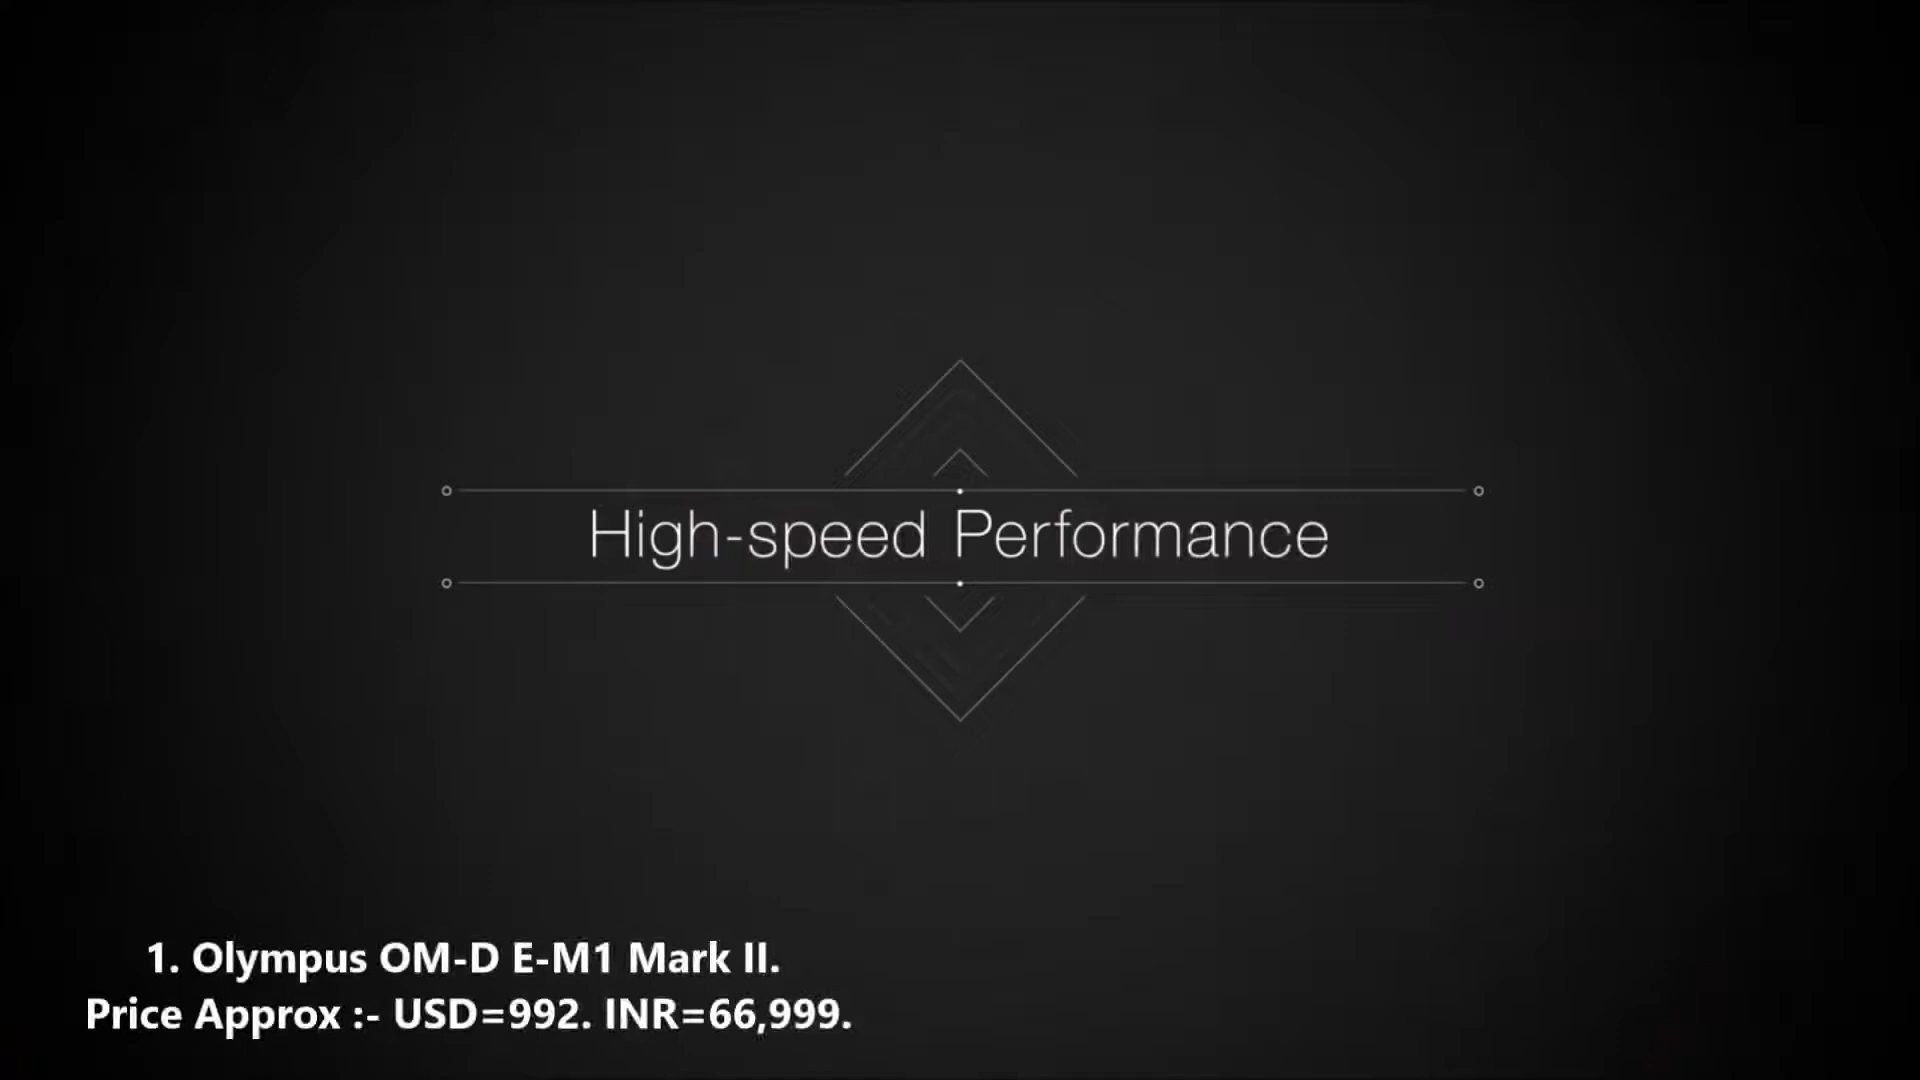 High-speed Performance
1. Olympus OM-D E-M1 Mark II.
Price Approx :- USD=992. INR=66,999.